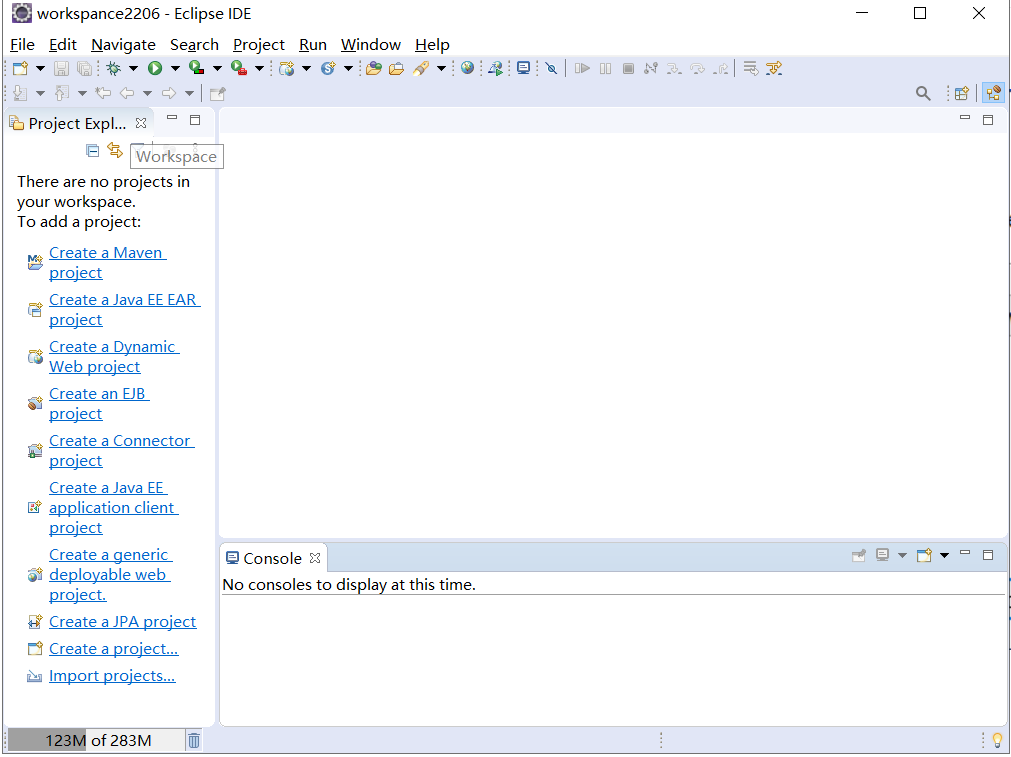 workspance2206 - Eclipse IDE
File Edit Navigate Search Project Run Window Help
Project Expl...
Workspace
There are no projects in
your workspace.
To add a project:
Create a Maven
project
Create a Java EE EAR
project
Create a Dynamic
Web project
Create an EJB
project
Create a Connector
project
Create a Java EE
application client
project
Create a generic
deployable web
project.
Create a JPA project
Create a project...
Import projects...
Console
No consoles to display at this time.
123M of 283M